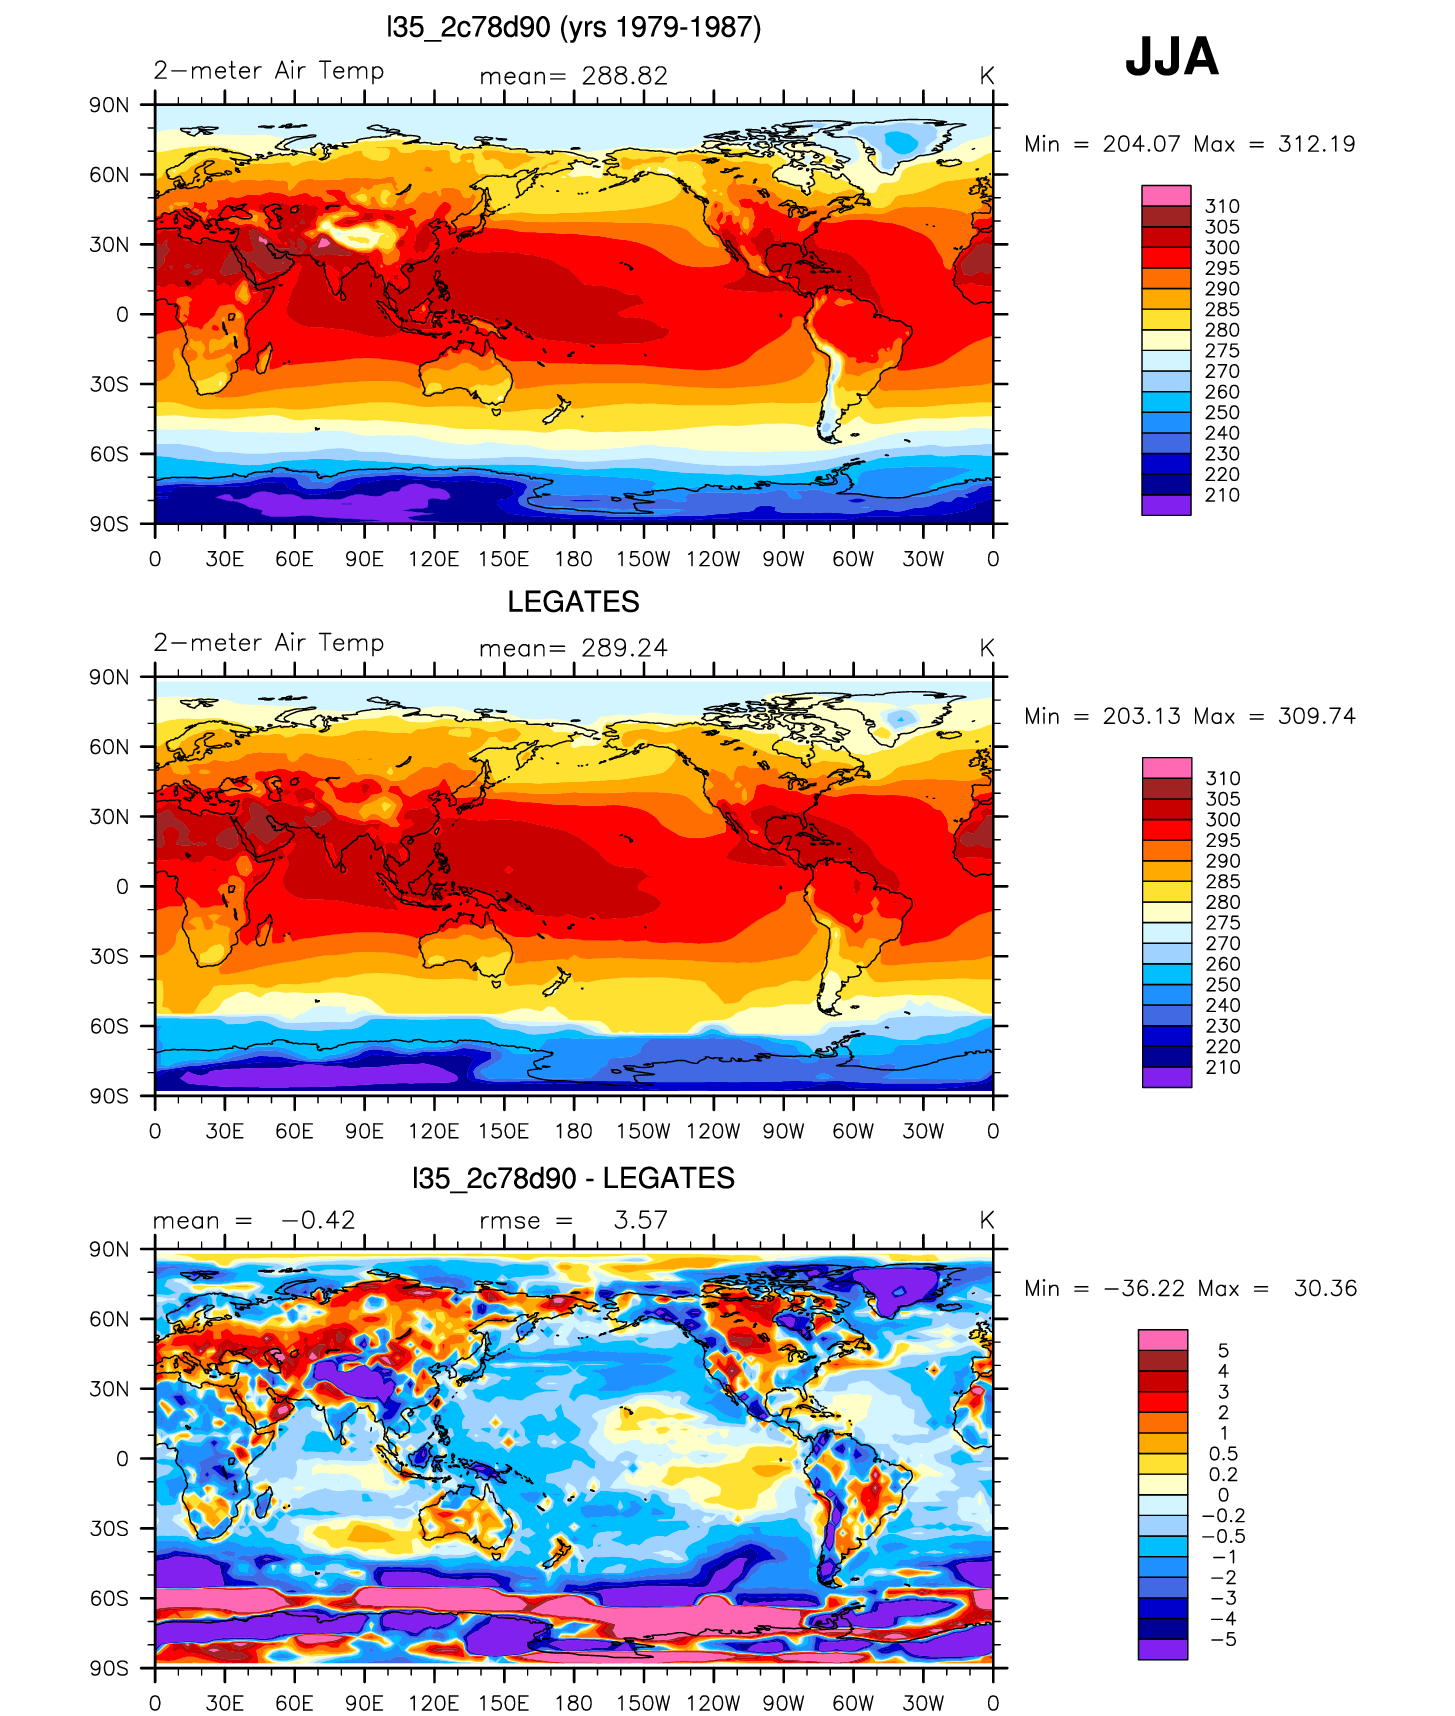 l35_2c78d90 (yrs 1979-1987)
JJA
2-meter Air Temp mean= 288.82 K
Min = 204.07 Max = 312.19
90N
60N
30N
0
30S
60S
90S
0 30E 60E 90E 120E 150E 180 150W 120W 90W 60W 30W 0
310
305
300
295
290
285
280
275
270
260
250
240
230
220
210
LEGATES
2-meter Air Temp mean= 289.24 K
Min = 203.13 Max = 309.74
90N
60N
30N
0
30S
60S
90S
0 30E 60E 90E 120E 150E 180 150W 120W 90W 60W 30W 0
310
305
300
295
290
285
280
275
270
260
250
240
230
220
210
l35_2c78d90 - LEGATES
mean = -0.42 rmse = 3.57 K
Min = -36.22 Max = 30.36
90N
60N
30N
0
30S
60S
90S
0 30E 60E 90E 120E 150E 180 150W 120W 90W 60W 30W 0
5
4
3
2
1
0.5
0.2
0
-0.2
-0.5
-1
-2
-3
-4
-5